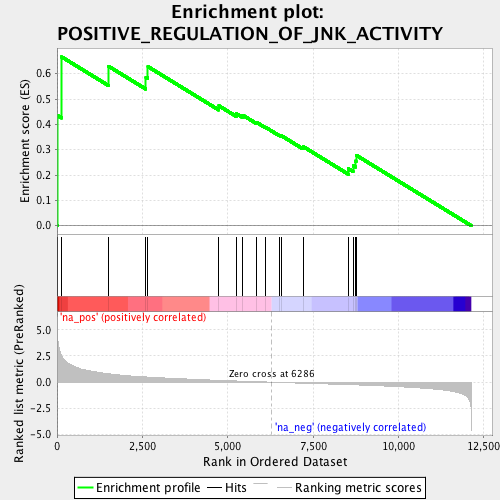 Enrichment plot:
POSITIVE_REGULATION_OF_JNK_ACTIVITY
Enrichment score (ES)
0.6
0.5
0.4
0.3
0.2
0.1
0.0
'na_pos' (positively correlated)
Ranked list metric (PreRanked)
5.0
2.5
0.0
-2.5
-5.0
Zero cross at 6286
'na_neg' (negatively correlated)
0
2,500
5,000
7,500
10,000
12,500
Rank in Ordered Dataset
Enrichment profile
Hits
Ranking metric scores